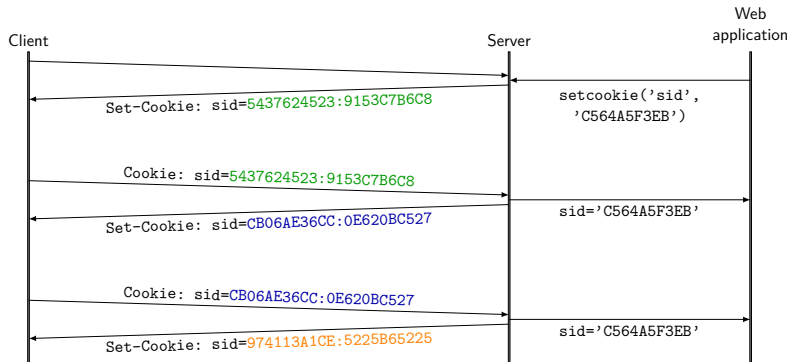 Client
Server
Web
application
Set-Cookie: sid=5437624523:9153C7B6C8
setcookie('sid',
'C564A5F3EB')
Cookie: sid=5437624523:9153C7B6C8
Set-Cookie: sid=CB06AE36CC:0E620BC527
sid='C564A5F3EB'
Cookie: sid=CB06AE36CC:0E620BC527
Set-Cookie: sid=974113A1CE:5225B65225
sid='C564A5F3EB'